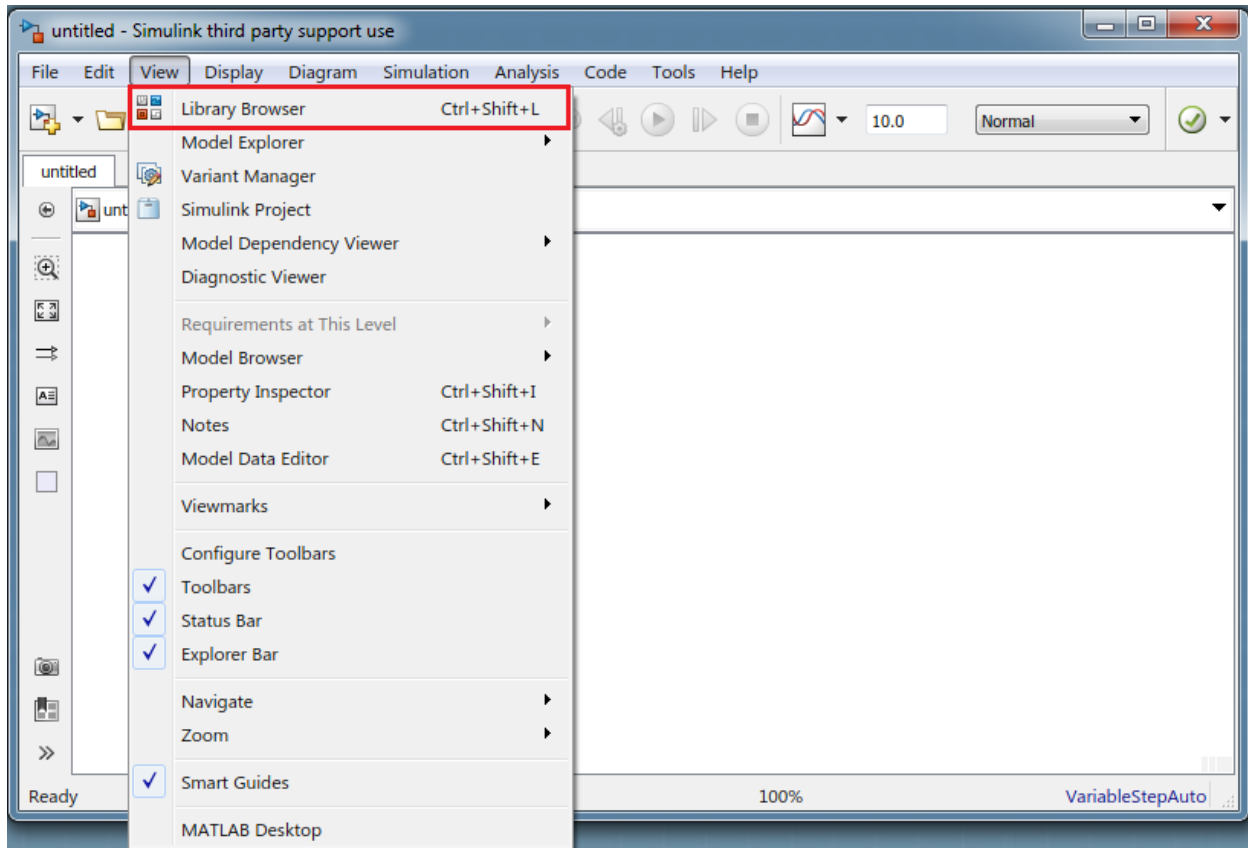 untitled - Simulink third party support use
File Edit View Display Diagram Simulation Analysis Code Tools Help
Library Browser Ctrl+Shift+L
10.0 Normal
Model Explorer
untitled
Variant Manager
unt
Simulink Project
Model Dependency Viewer
Diagnostic Viewer
Requirements at This Level
Model Browser
Property Inspector Ctrl+Shift+I
Notes Ctrl+Shift+N
Model Data Editor Ctrl+Shift+E
Viewmarks
Configure Toolbars
Toolbars
Status Bar
Explorer Bar
Navigate
Zoom
Smart Guides
Ready 100% VariableStepAuto
MATLAB Desktop